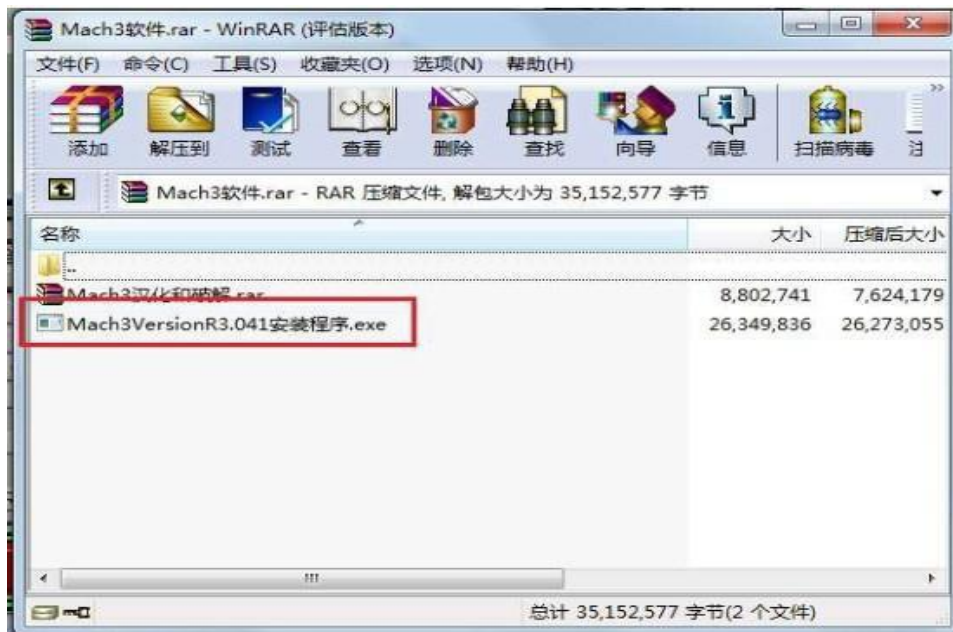 Mach3软件.rar - WinRAR (评估版本)
文件(F) 命令(C) 工具(S) 收藏夹(O) 选项(N) 帮助(H)
添加 解压到 测试 查看 删除 查找 向导 信息 扫描病毒 注
Mach3软件.rar - RAR 压缩文件, 解包大小为 35,152,577 字节
名称 大小 压缩后大小
..
Mach3汉化和破解.rar 8,802,741 7,624,179
Mach3VersionR3.041安装程序.exe 26,349,836 26,273,055
总计 35,152,577 字节(2 个文件)